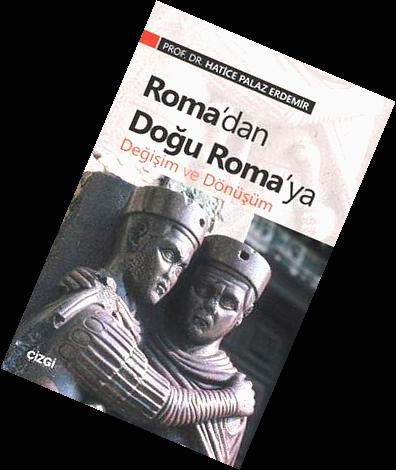 PROF. DR. HATİCE PALAZ ERDEMİR
Roma'dan
Doğu Roma'ya
Değişim ve Dönüşüm
ÇİZGİ